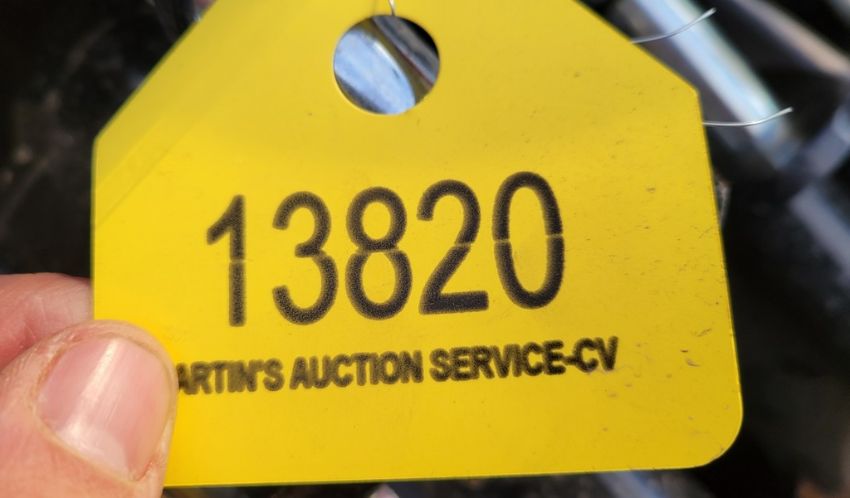 13820
ARTIN'S AUCTION SERVICE-CV